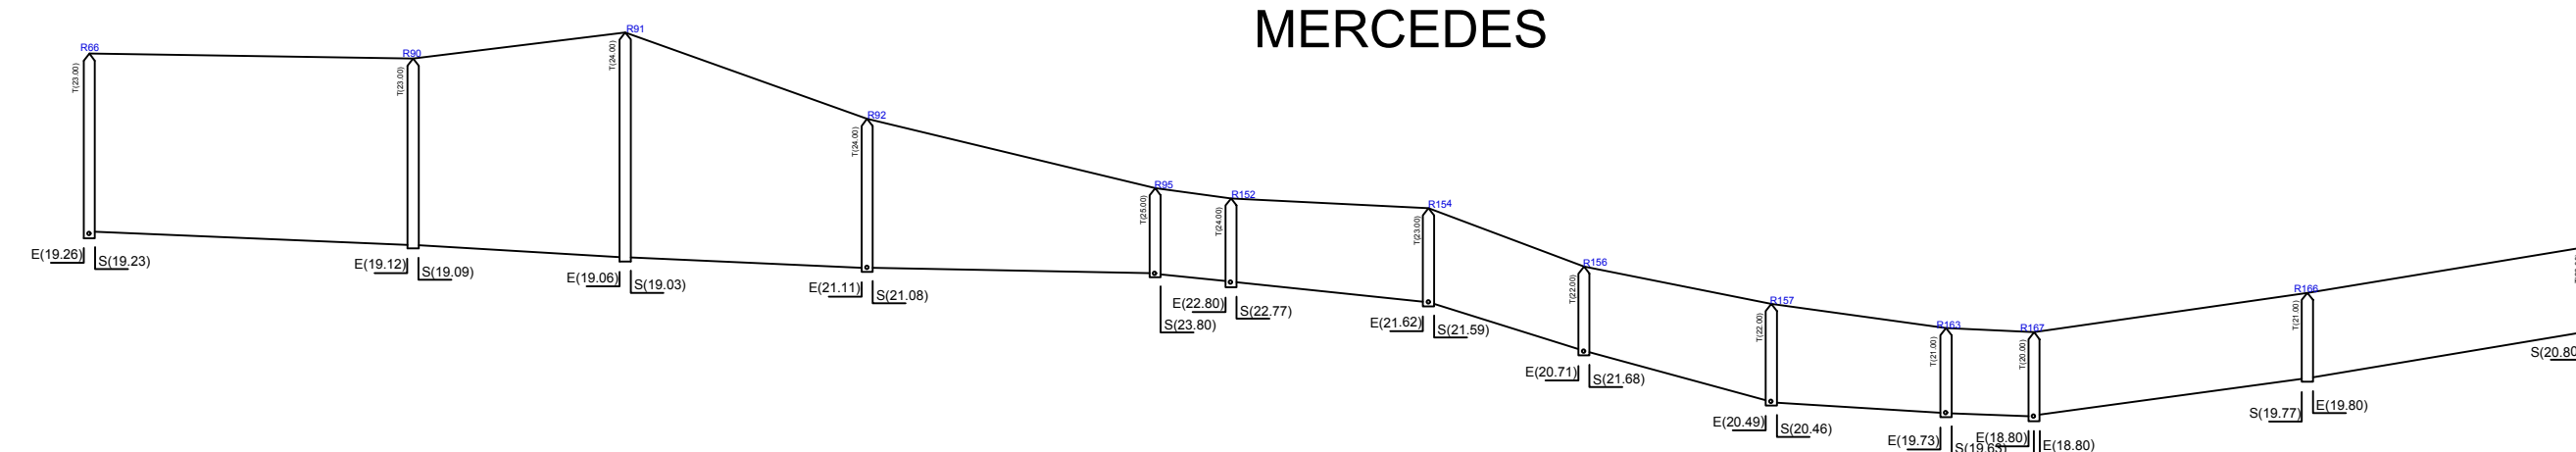 MERCEDES
R66
T(23.00)
E(19.26)
S(19.23)
R90
T(23.00)
E(19.12)
S(19.09)
R91
T(24.00)
E(19.06)
S(19.03)
R92
T(24.00)
E(21.11)
S(21.08)
R95
T(25.00)
S(23.80)
R152
T(24.00)
E(22.80)
S(22.77)
R154
T(23.00)
E(21.62)
S(21.59)
R156
T(22.00)
E(20.71)
S(21.68)
R157
T(22.00)
E(20.49)
S(20.46)
R163
T(21.00)
E(19.73)
S(19.63)
R167
T(20.00)
E(18.80)
E(18.80)
R166
T(21.00)
S(19.77)
E(19.80)
S(20.80